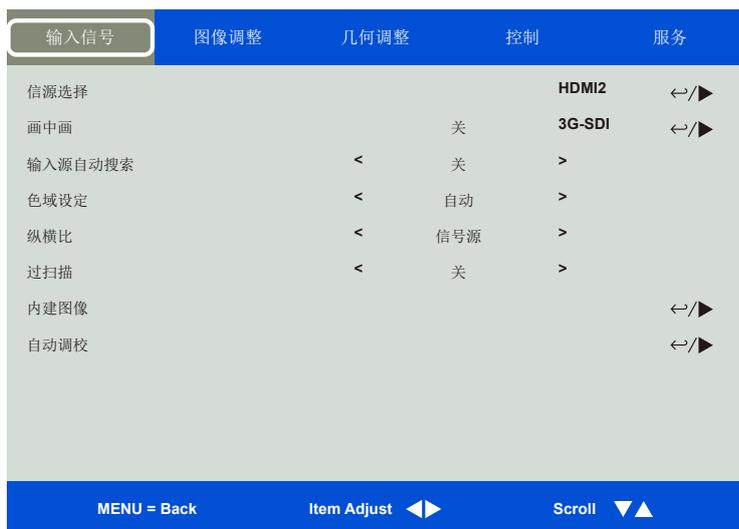 输入信号 图像调整 几何调整 控制 服务
信源选择 HDMI2 ↩/▶
画中画 关 3G-SDI ↩/▶
输入源自动搜索 < 关 >
色域设定 < 自动 >
纵横比 < 信号源 >
过扫描 < 关 >
内建图像 ↩/▶
自动调校 ↩/▶
MENU = Back Item Adjust ◀▶ Scroll ▼▲